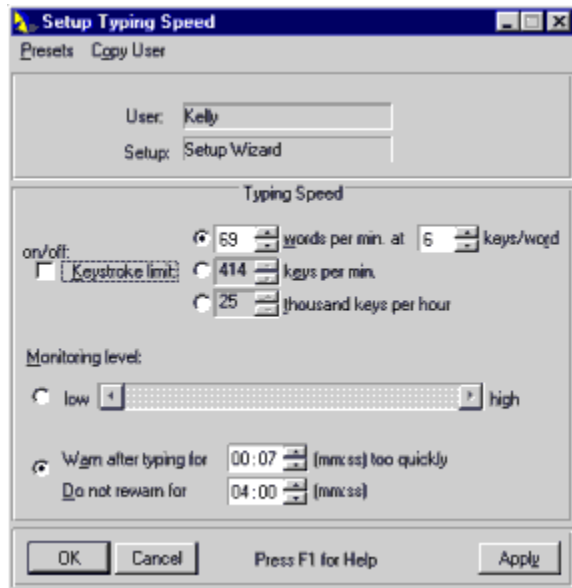 Setup Typing Speed
Presets Copy User
User: Kelly
Setup: Setup Wizard
Typing Speed
69 words per min. at 6 keys/word
on/off:
Keystroke limit: 414 keys per min.
25 thousand keys per hour
Monitoring level:
low high
Warn after typing for 00:07 (mm:ss) too quickly
Do not rewarn for 04:00 (mm:ss)
OK Cancel Press F1 for Help Apply